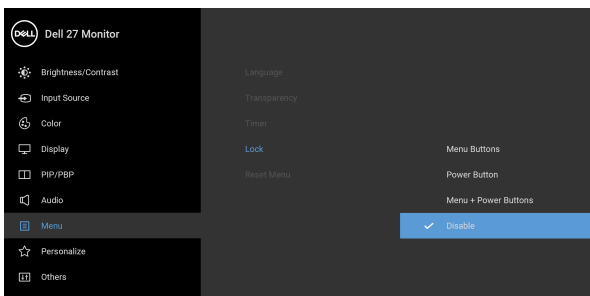 DELL
Dell 27 Monitor
Brightness/Contrast
Input Source
Color
Display
PIP/PBP
Audio
Menu
Personalize
Others
Language
Transparency
Timer
Lock
Reset Menu
Menu Buttons
Power Button
Menu + Power Buttons
Disable